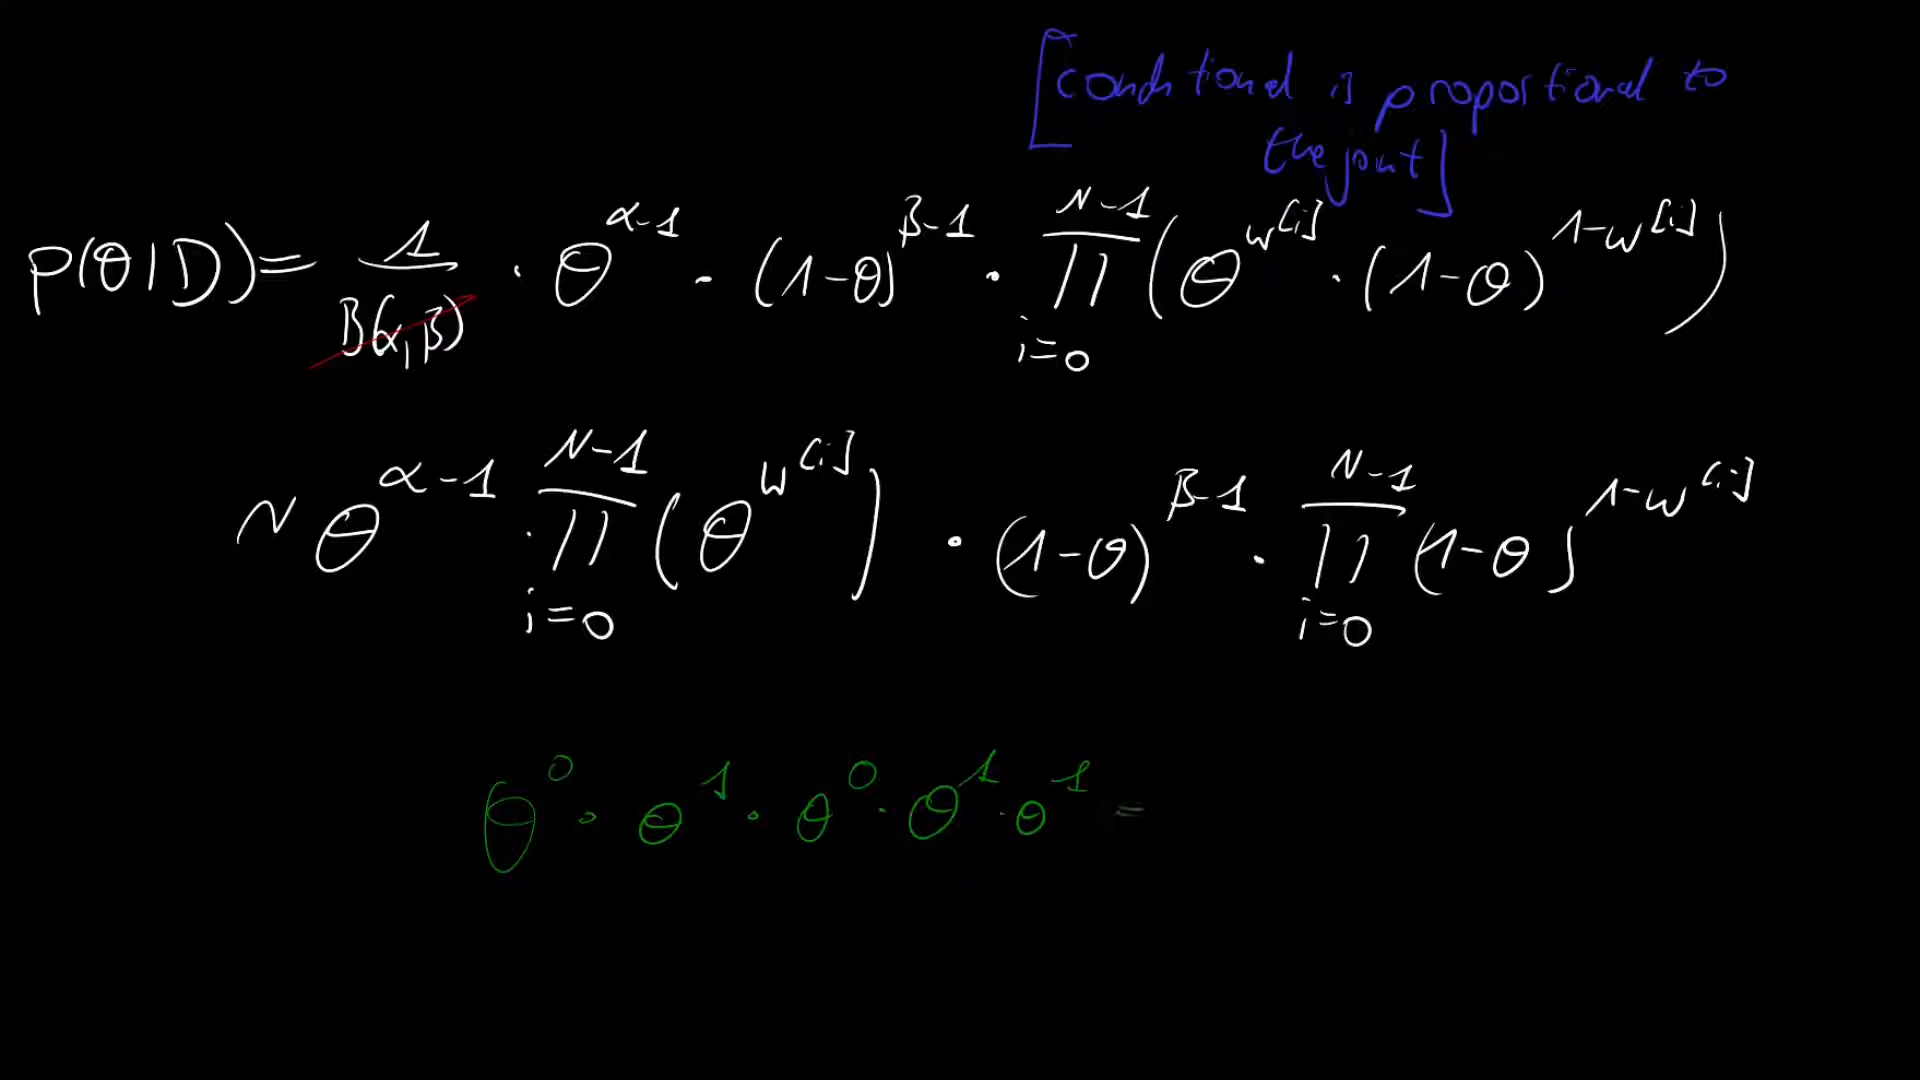 [conditional is proportional to
the joint]
p(θ|D) = 1/B(α,β) · θ^(α-1) · (1-θ)^(β-1) · ∏_{i=0}^{N-1} (θ^(w^[i]) · (1-θ)^(1-w^[i]))
~ θ^(α-1) · ∏_{i=0}^{N-1} (θ^(w^[i])) · (1-θ)^(β-1) · ∏_{i=0}^{N-1} (1-θ)^(1-w^[i])
θ^0 · θ^1 · θ^0 · θ^1 · θ^1 =